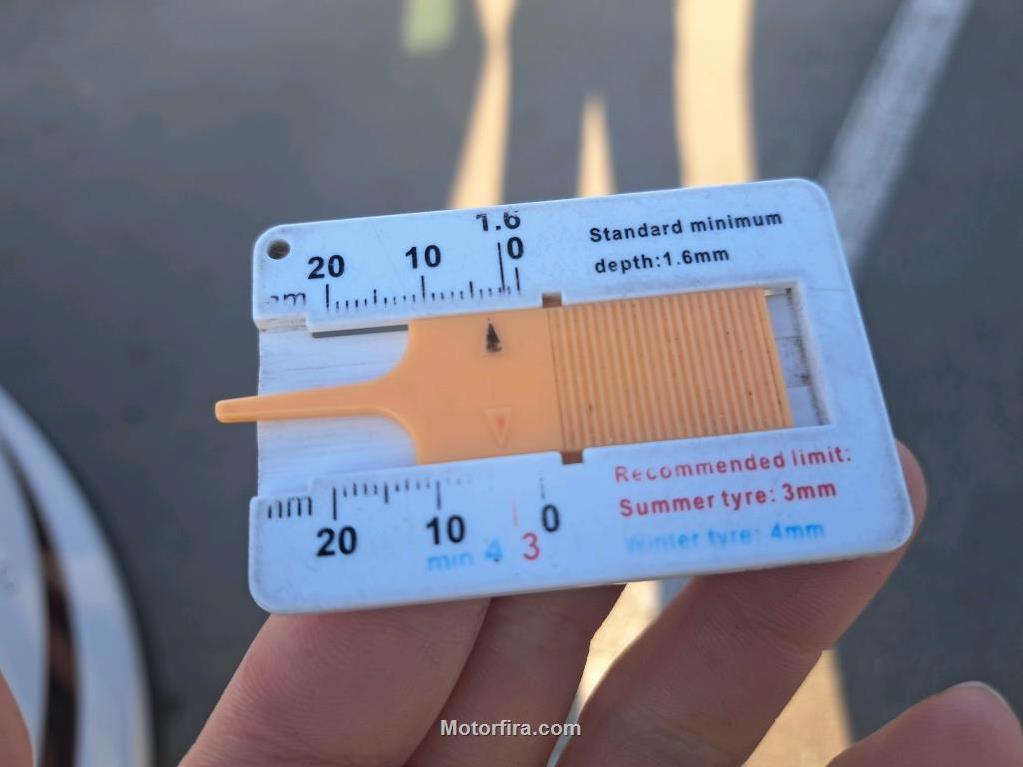 1.6
20 10 0
mm
Standard minimum
depth:1.6mm
mm
20 10 0
min 4 3
Recommended limit:
Summer tyre: 3mm
Winter tyre: 4mm
Motorfira.com